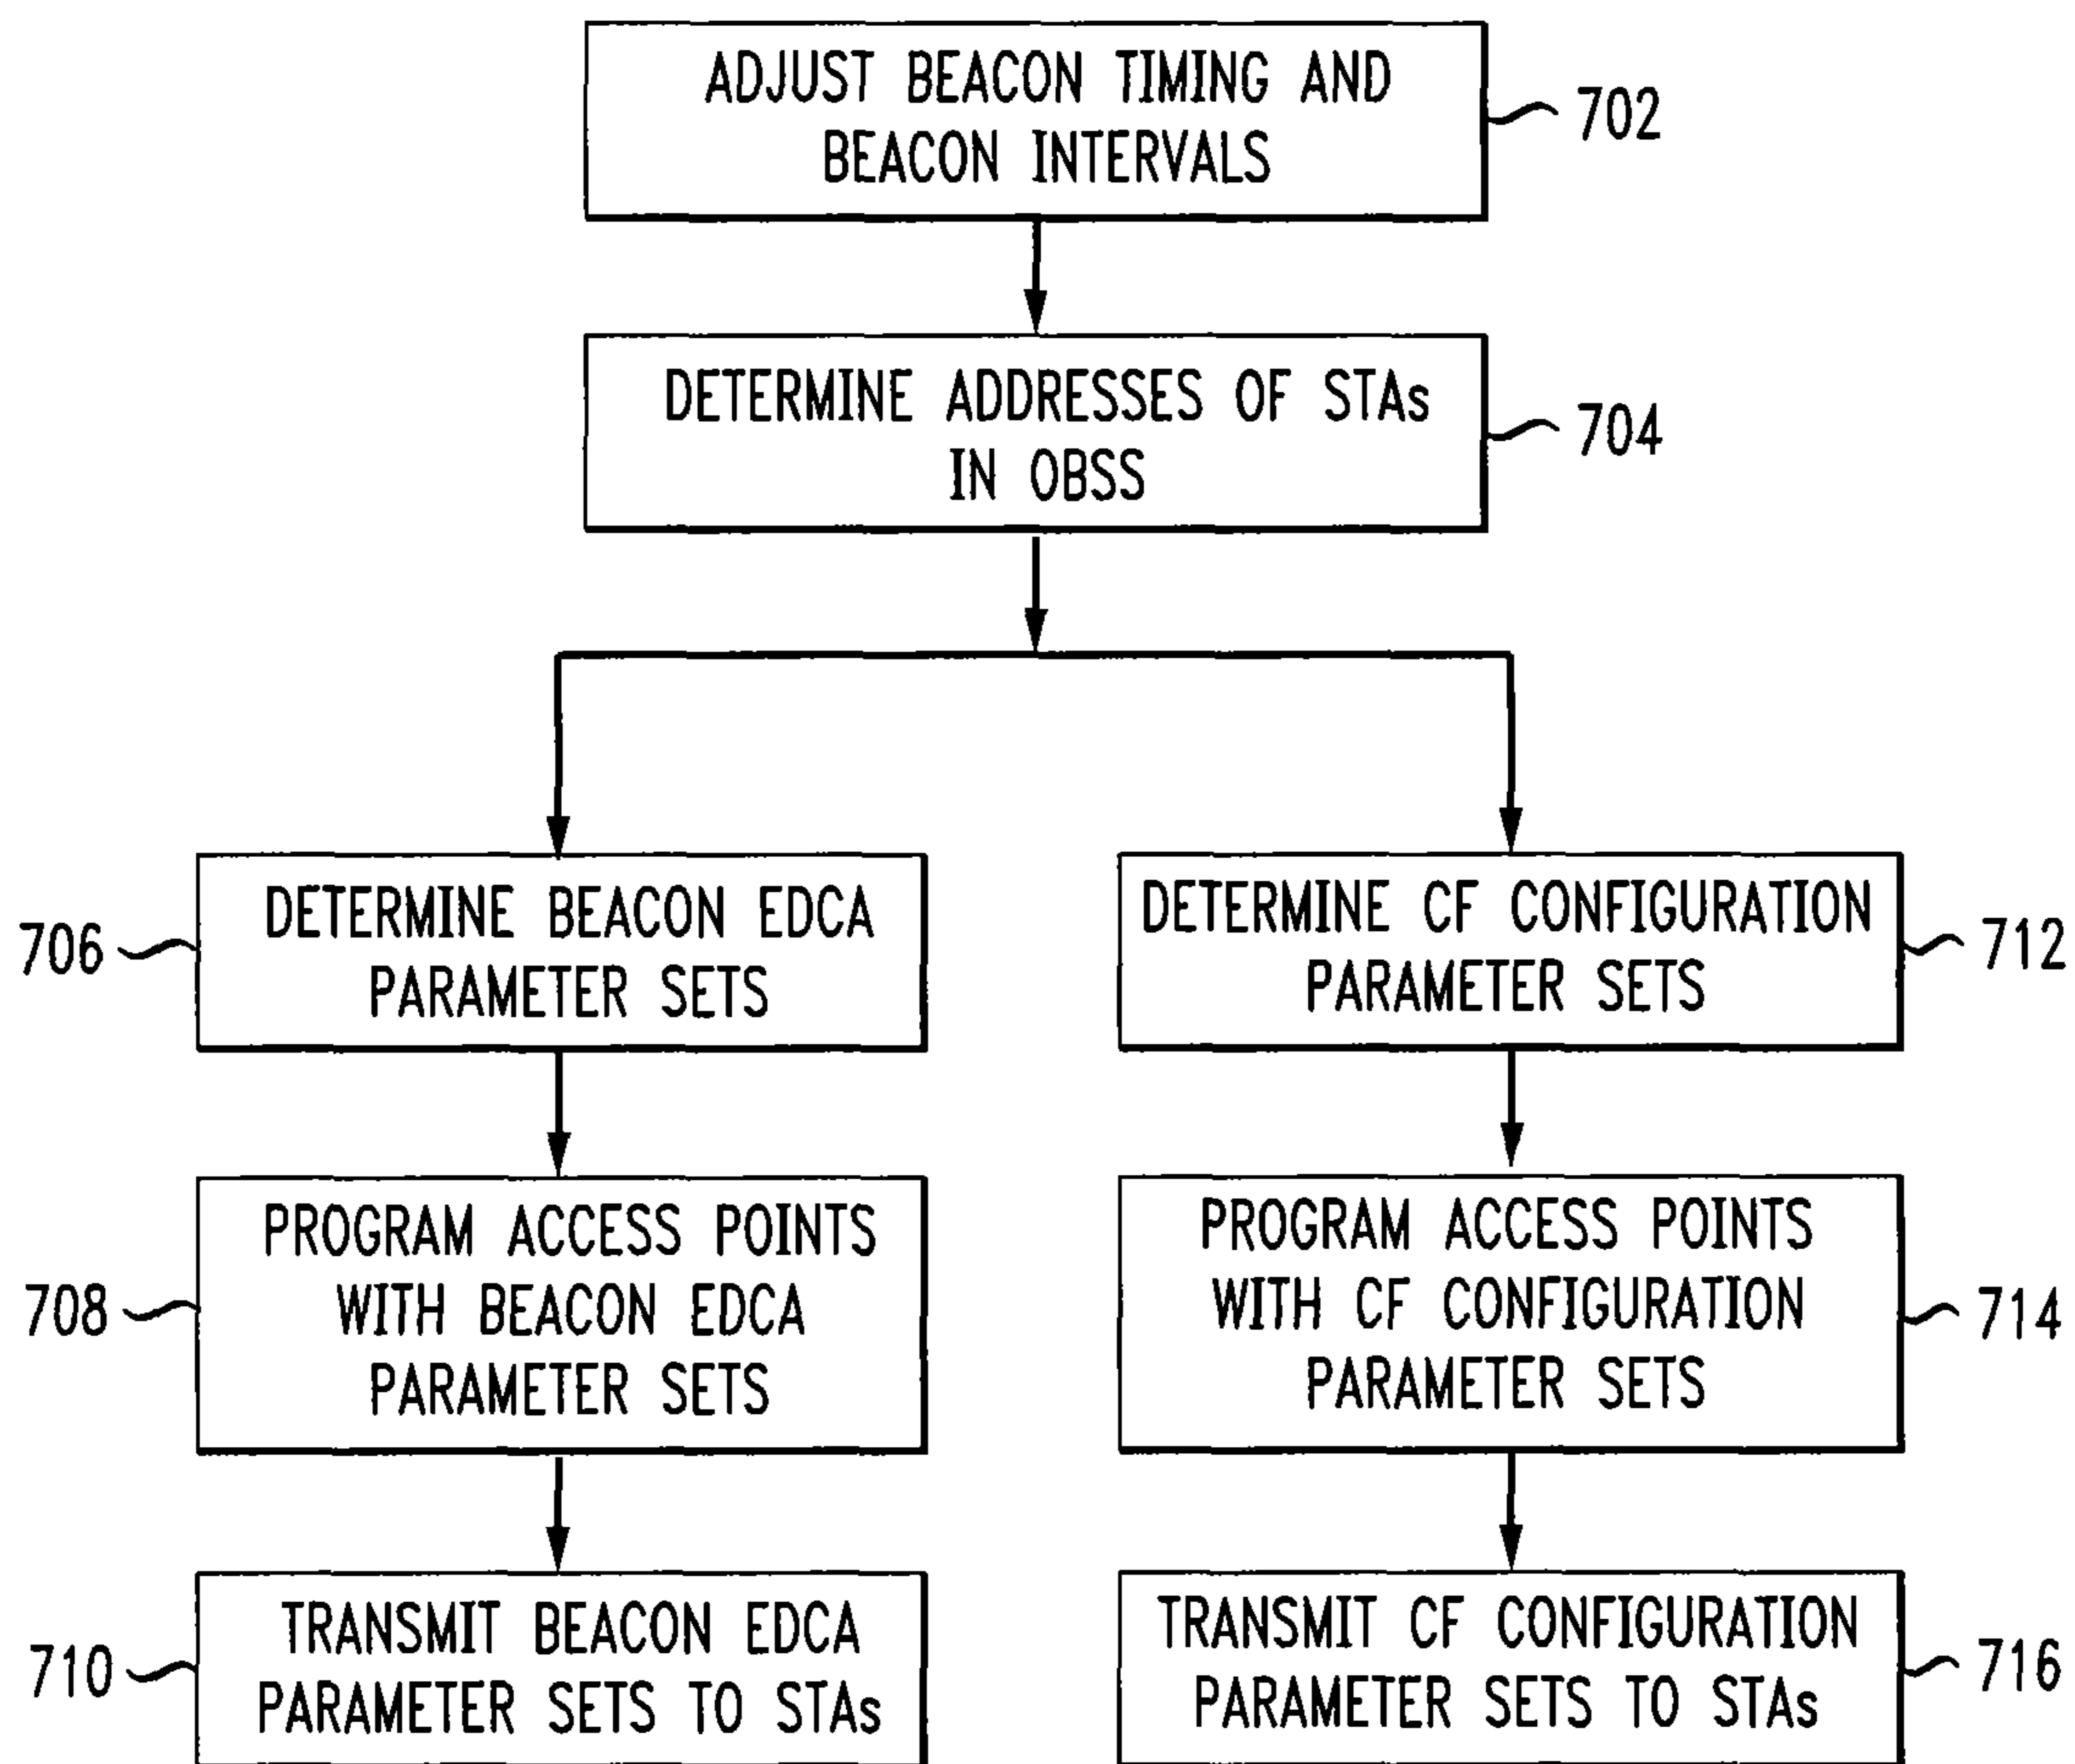 ADJUST BEACON TIMING AND
BEACON INTERVALS
702
DETERMINE ADDRESSES OF STAs
IN OBSS
704
706
DETERMINE BEACON EDCA
PARAMETER SETS
DETERMINE CF CONFIGURATION
PARAMETER SETS
712
708
PROGRAM ACCESS POINTS
WITH BEACON EDCA
PARAMETER SETS
PROGRAM ACCESS POINTS
WITH CF CONFIGURATION
PARAMETER SETS
714
710
TRANSMIT BEACON EDCA
PARAMETER SETS TO STAs
TRANSMIT CF CONFIGURATION
PARAMETER SETS TO STAs
716